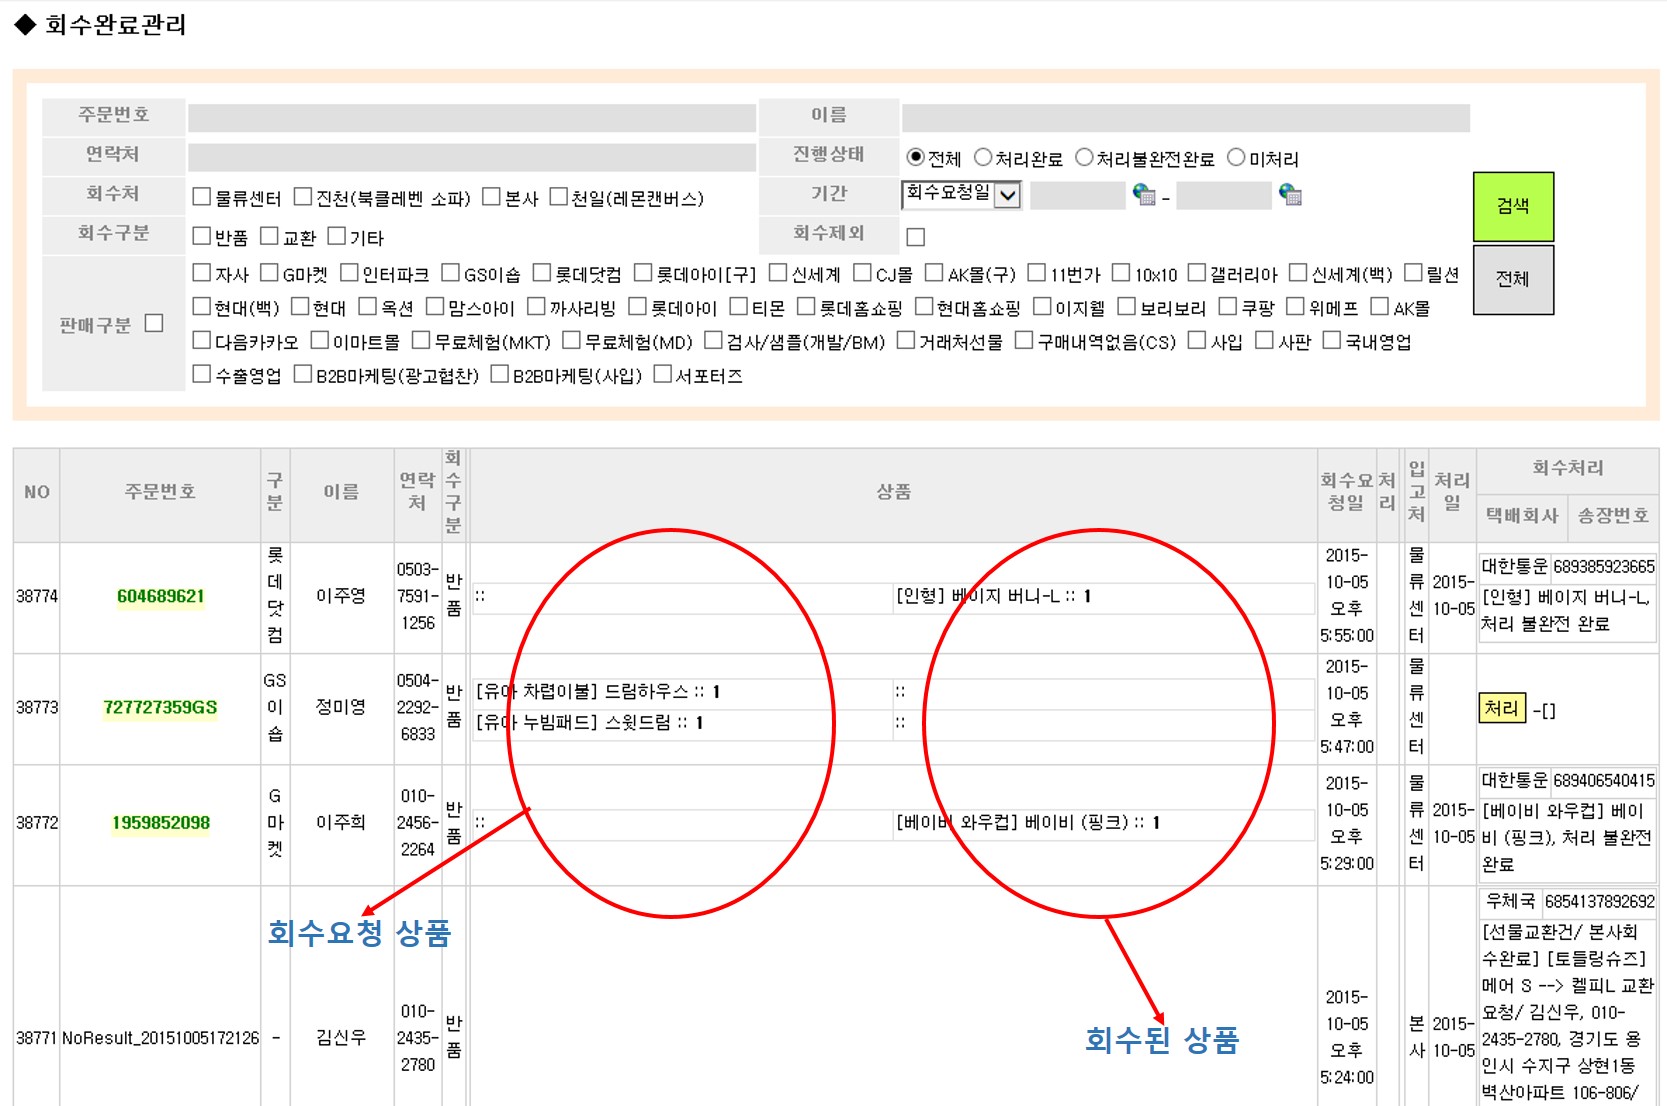 ◆ 회수완료관리
주문번호 이름
연락처 진행상태 전체 처리완료 처리불완전완료 미처리
회수처 물류센터 진천(북클레벤 소파) 본사 천일(레몬캔버스) 기간 회수요청일 -
검색
회수구분 반품 교환 기타 회수제외
전체
판매구분
자사 G마켓 인터파크 GS이숍 롯데닷컴 롯데아이[구] 신세계 CJ몰 AK몰(구) 11번가 10x10 갤러리아 신세계(백) 릴션
현대(백) 현대 옥션 맘스아이 까사리빙 롯데아이 티몬 롯데홈쇼핑 현대홈쇼핑 이지웰 보리보리 쿠팡 위메프 AK몰
다음카카오 이마트몰 무료체험(MKT) 무료체험(MD) 검사/샘플(개발/BM) 거래처선물 구매내역없음(CS) 사입 사판 국내영업
수출영업 B2B마케팅(광고협찬) B2B마케팅(사입) 서포터즈
NO 주문번호 구분 이름 연락처 회수구분 상품 회수요청일 처리 입고처 처리일 회수처리
택배회사 송장번호
38774 604689621 롯데닷컴 이주영 0503-7591-1256 반품 :: [인형] 베이지 버니-L :: 1 2015-10-05 오후 5:55:00 물류센터 2015-10-05 대한통운 689385923665
[인형] 베이지 버니-L,
처리 불완전 완료
38773 727727359GS GS이숍 정미영 0504-2292-6833 반품 [유아 차렵이불] 드림하우스 :: 1 :: 2015-10-05 오후 5:47:00 물류센터 처리 -[]
[유아 누빔패드] 스윗드림 :: 1 ::
38772 1959852098 G마켓 이주희 010-2456-2264 반품 :: [베이비 와우컵] 베이비 (핑크) :: 1 2015-10-05 오후 5:29:00 물류센터 2015-10-05 대한통운 689406540415
[베이비 와우컵] 베이
비 (핑크), 처리 불완전
완료
회수요청 상품
회수된 상품
38771 NoResult_20151005172126 - 김신우 010-2435-2780 반품 2015-10-05 오후 5:24:00 본사 2015-10-05 우체국 6854137892692
[선물교환건/ 본사회
수완료] [토들링슈즈]
메어 S --> 켈피L 교환
요청/ 김신우, 010-
2435-2780, 경기도 용
인시 수지구 상현1동
벽산아파트 106-806/